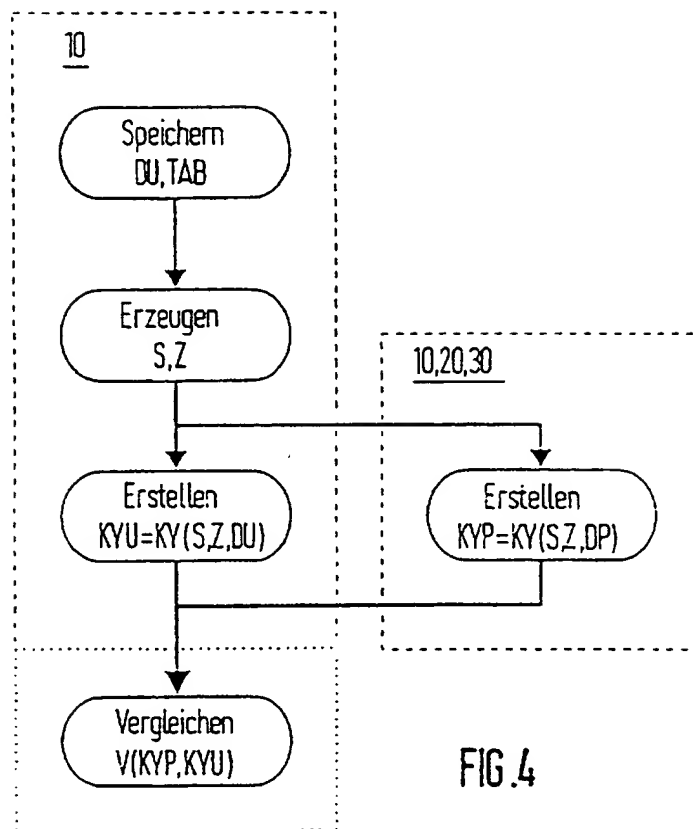 10
Speichern
DU,TAB
Erzeugen
S,Z
10,20,30
Erstellen
KYU=KY(S,Z,DU)
Erstellen
KYP=KY(S,Z,DP)
Vergleichen
V(KYP,KYU)
FIG.4